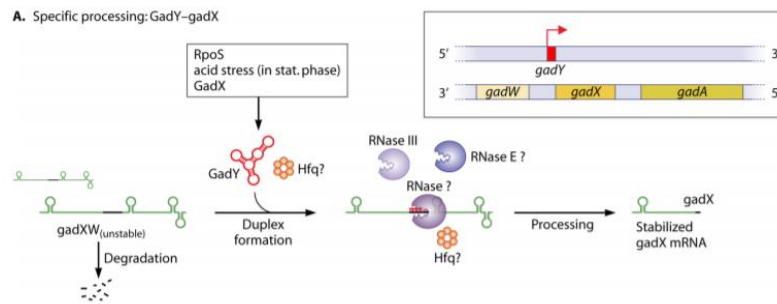 A. Specific processing: GadY–gadX
RpoS
acid stress (in stat. phase)
GadX
5′ 3′
gadY
3′ gadW gadX gadA 5′
GadY
Hfq?
RNase III
RNase E ?
RNase ?
gadXW(unstable)
Duplex
formation
Hfq?
Processing
gadX
Stabilized
gadX mRNA
Degradation